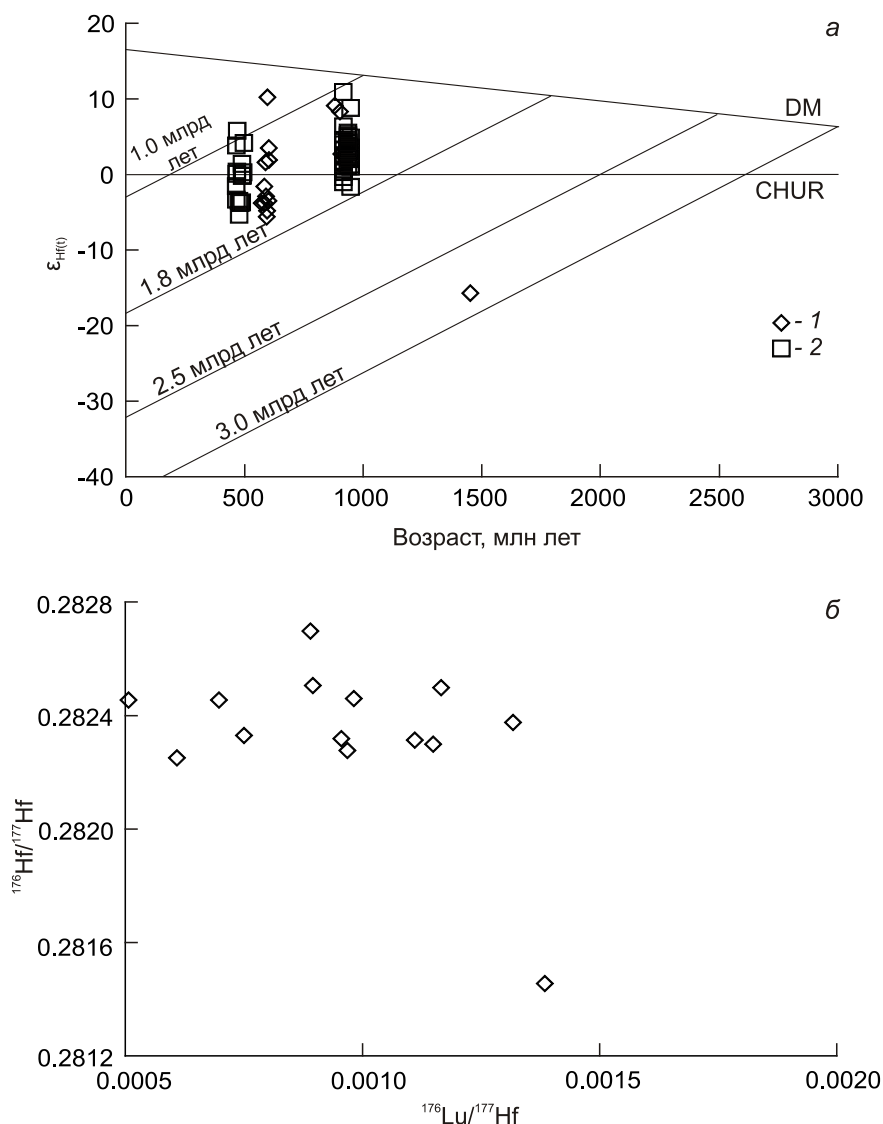 а
20
10
0
-10
-20
-30
-40
ε Hf(t)
DM
CHUR
1.0 млрд
лет
1.8 млрд лет
2.5 млрд лет
3.0 млрд лет
- 1
- 2
0
500
1000
1500
2000
2500
3000
Возраст, млн лет
б
0.2828
0.2824
0.2820
0.2816
0.2812
¹⁷⁶Hf/¹⁷⁷Hf
0.0005
0.0010
0.0015
0.0020
¹⁷⁶Lu/¹⁷⁷Hf